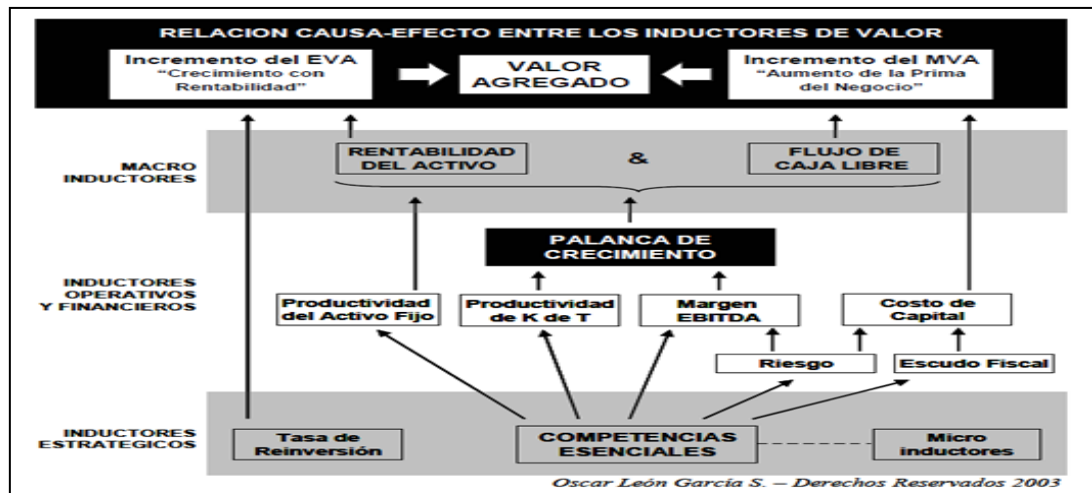 RELACION CAUSA-EFECTO ENTRE LOS INDUCTORES DE VALOR
Incremento del EVA
“Crecimiento con
Rentabilidad”
VALOR
AGREGADO
Incremento del MVA
“Aumento de la Prima
del Negocio”
MACRO
INDUCTORES
RENTABILIDAD
DEL ACTIVO
&
FLUJO DE
CAJA LIBRE
PALANCA DE
CRECIMIENTO
INDUCTORES
OPERATIVOS
Y FINANCIEROS
Productividad
del Activo Fijo
Productividad
de K de T
Margen
EBITDA
Costo de
Capital
Riesgo
Escudo Fiscal
INDUCTORES
ESTRATEGICOS
Tasa de
Reinversión
COMPETENCIAS
ESENCIALES
Micro
inductores
Oscar León García S. – Derechos Reservados 2003